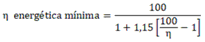 η energética mínima = 100 / (1 + 1,15 [100/η − 1])